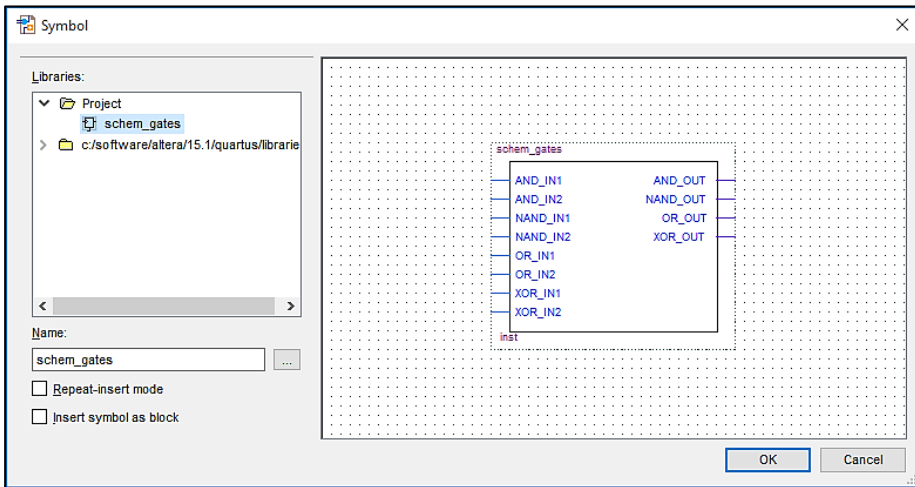 Symbol
Libraries:
Project
schem_gates
c:/software/altera/15.1/quartus/librarie
Name:
schem_gates
...
Repeat-insert mode
Insert symbol as block
schem_gates
AND_IN1 AND_OUT
AND_IN2 NAND_OUT
NAND_IN1 OR_OUT
NAND_IN2 XOR_OUT
OR_IN1
OR_IN2
XOR_IN1
XOR_IN2
inst
OK Cancel